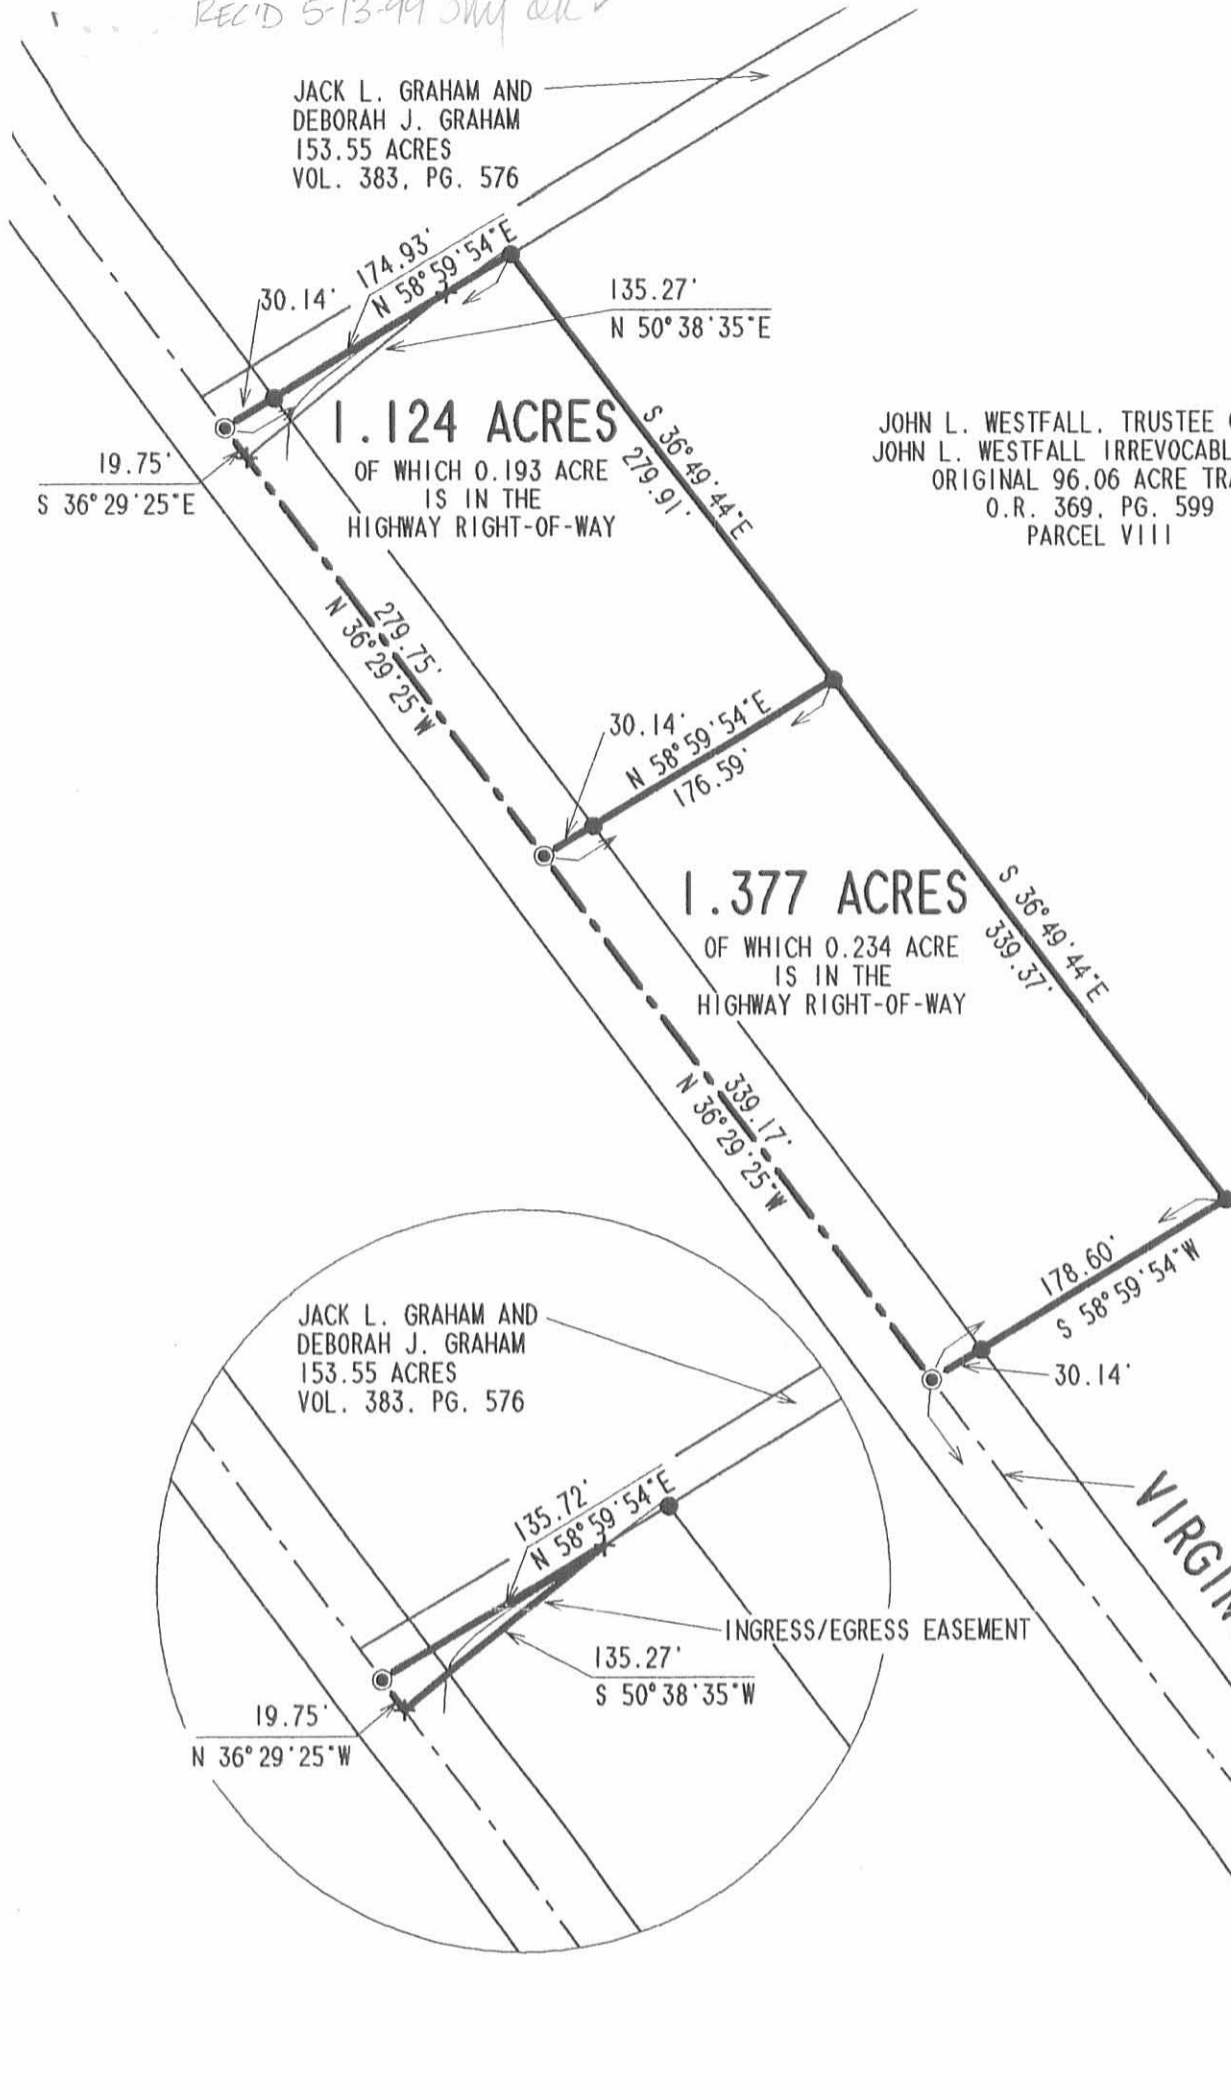 REC'D 5-13-99
JACK L. GRAHAM AND
DEBORAH J. GRAHAM
153.55 ACRES
VOL. 383, PG. 576
174.93'
N 58°59'54"E
30.14'
135.27'
N 50°38'35"E
1.124 ACRES
OF WHICH 0.193 ACRE
IS IN THE
HIGHWAY RIGHT-OF-WAY
19.75'
S 36°29'25"E
S 36°49'44"E
279.91'
JOHN L. WESTFALL, TRUSTEE
JOHN L. WESTFALL
ORIGINAL 96.06 ACRE
O.R. 369, PG. 599
PARCEL VIII
279.75'
N 36°29'25"W
30.14'
N 58°59'54"E
176.59'
1.377 ACRES
OF WHICH 0.234 ACRE
IS IN THE
HIGHWAY RIGHT-OF-WAY
S 36°49'44"E
339.37'
339.17'
N 36°29'25"W
178.60'
S 58°59'54"W
30.14'
JACK L. GRAHAM AND
DEBORAH J. GRAHAM
153.55 ACRES
VOL. 383, PG. 576
135.72'
N 58°59'54"E
INGRESS/EGRESS EASEMENT
135.27'
S 50°38'35"W
19.75'
N 36°29'25"W